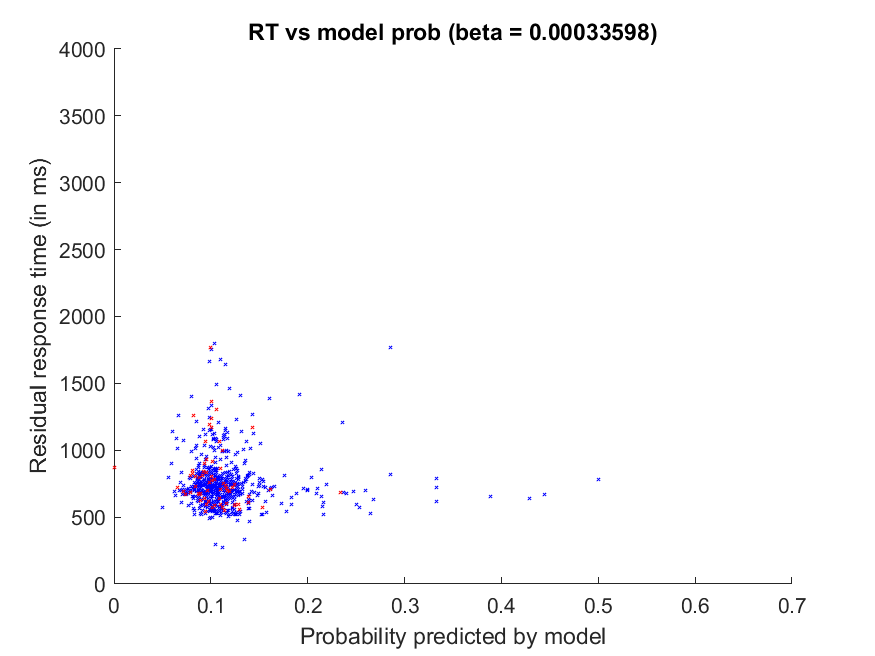 RT vs model prob (beta = 0.00033598)
4000
3500
3000
2500
2000
1500
1000
500
0
Residual response time (in ms)
0 0.1 0.2 0.3 0.4 0.5 0.6 0.7
Probability predicted by model